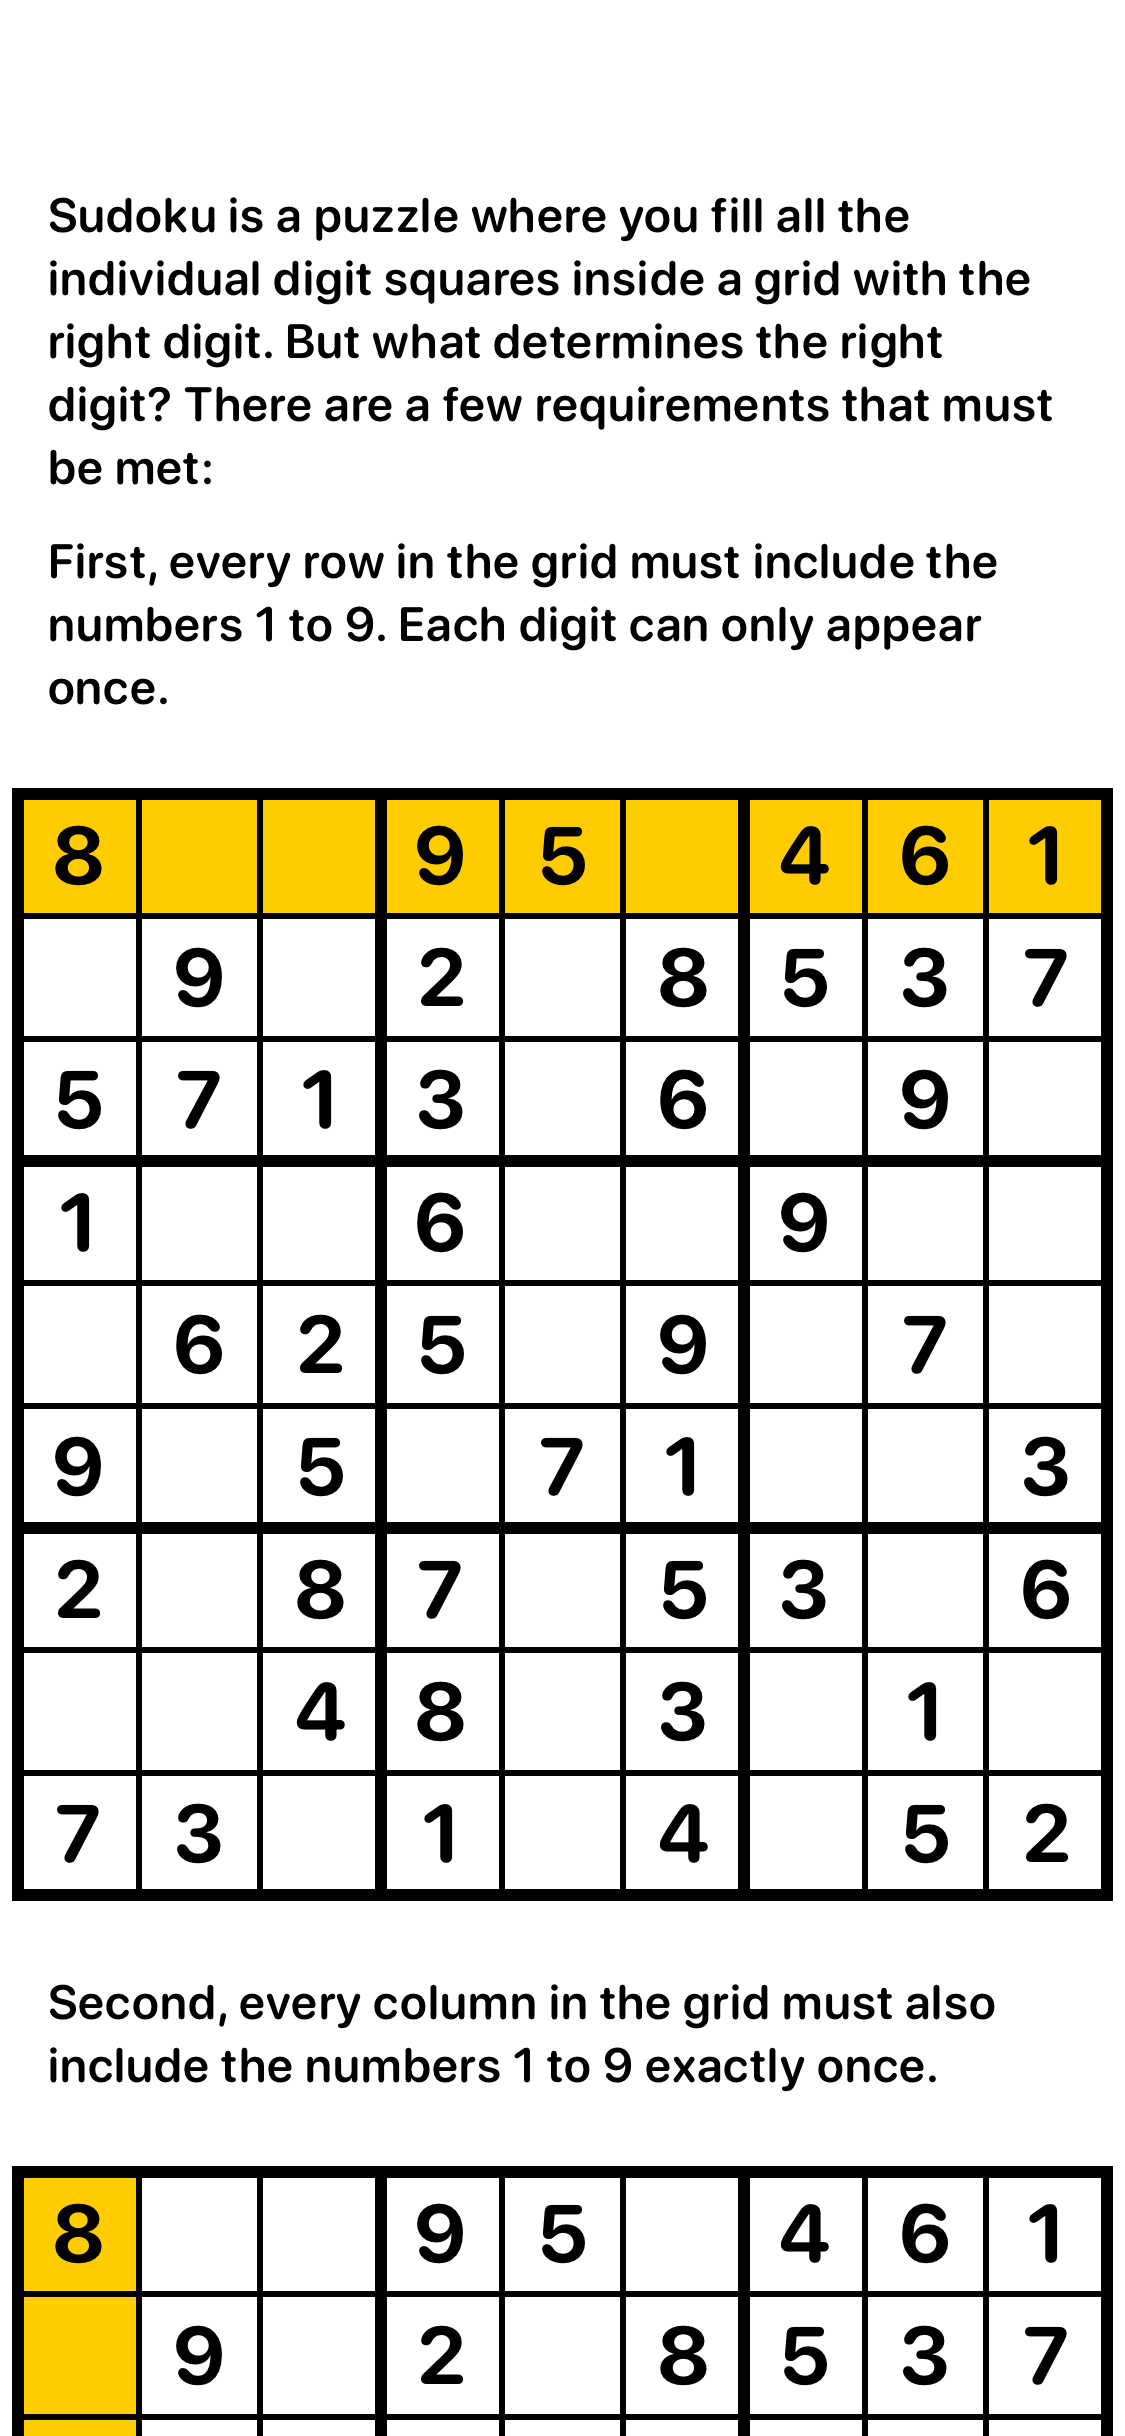 Sudoku is a puzzle where you fill all the
individual digit squares inside a grid with the
right digit. But what determines the right
digit? There are a few requirements that must
be met:
First, every row in the grid must include the
numbers 1 to 9. Each digit can only appear
once.
8 9 5 4 6 1
9 2 8 5 3 7
5 7 1 3 6 9
1 6 9
6 2 5 9 7
9 5 7 1 3
2 8 7 5 3 6
4 8 3 1
7 3 1 4 5 2
Second, every column in the grid must also
include the numbers 1 to 9 exactly once.
8 9 5 4 6 1
9 2 8 5 3 7